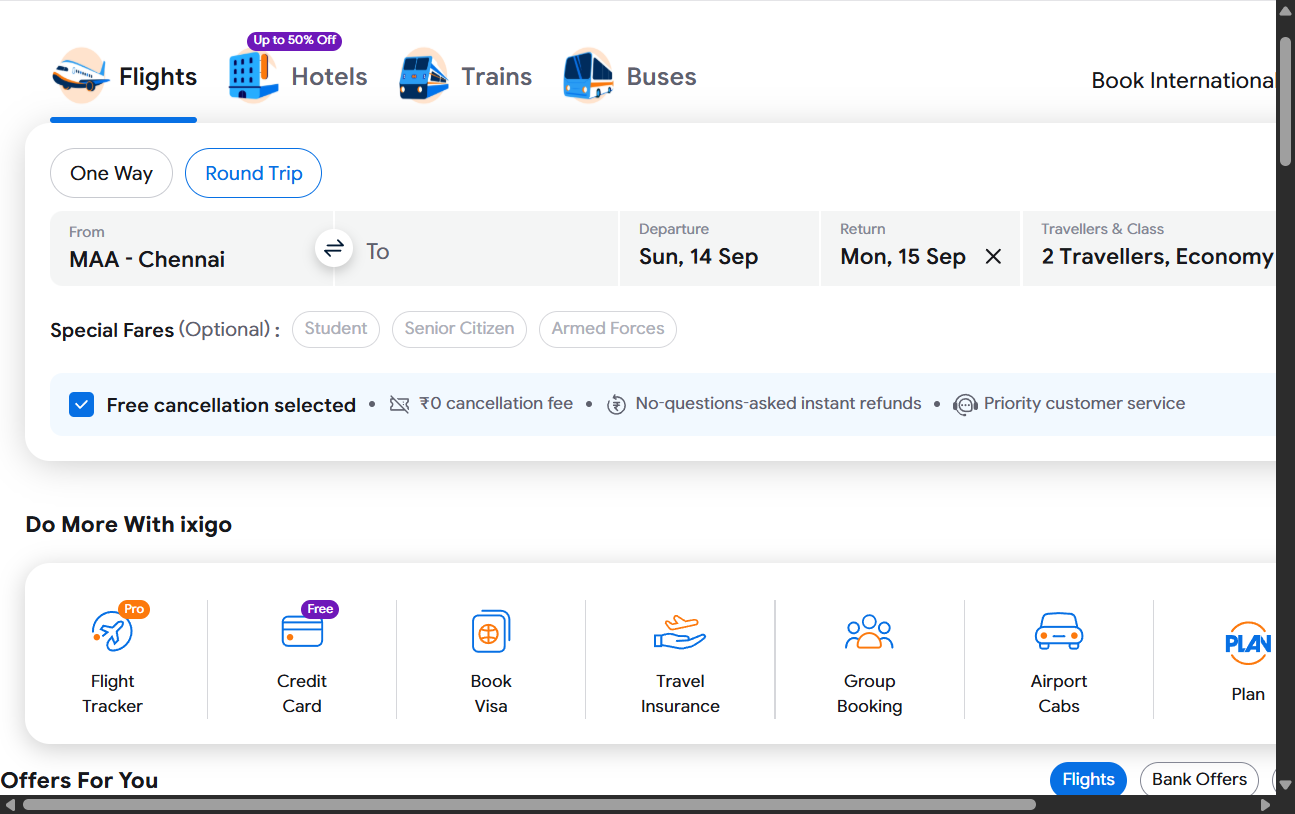 Up to 50% Off
Flights Hotels Trains Buses
Book International
One Way Round Trip
From
MAA - Chennai
To
Departure
Sun, 14 Sep
Return
Mon, 15 Sep
Travellers & Class
2 Travellers, Economy
Special Fares (Optional) : Student Senior Citizen Armed Forces
Free cancellation selected • ₹0 cancellation fee • No-questions-asked instant refunds • Priority customer service
Do More With ixigo
Pro
Flight
Tracker
Free
Credit
Card
Book
Visa
Travel
Insurance
Group
Booking
Airport
Cabs
PLAN
Plan
Offers For You
Flights Bank Offers